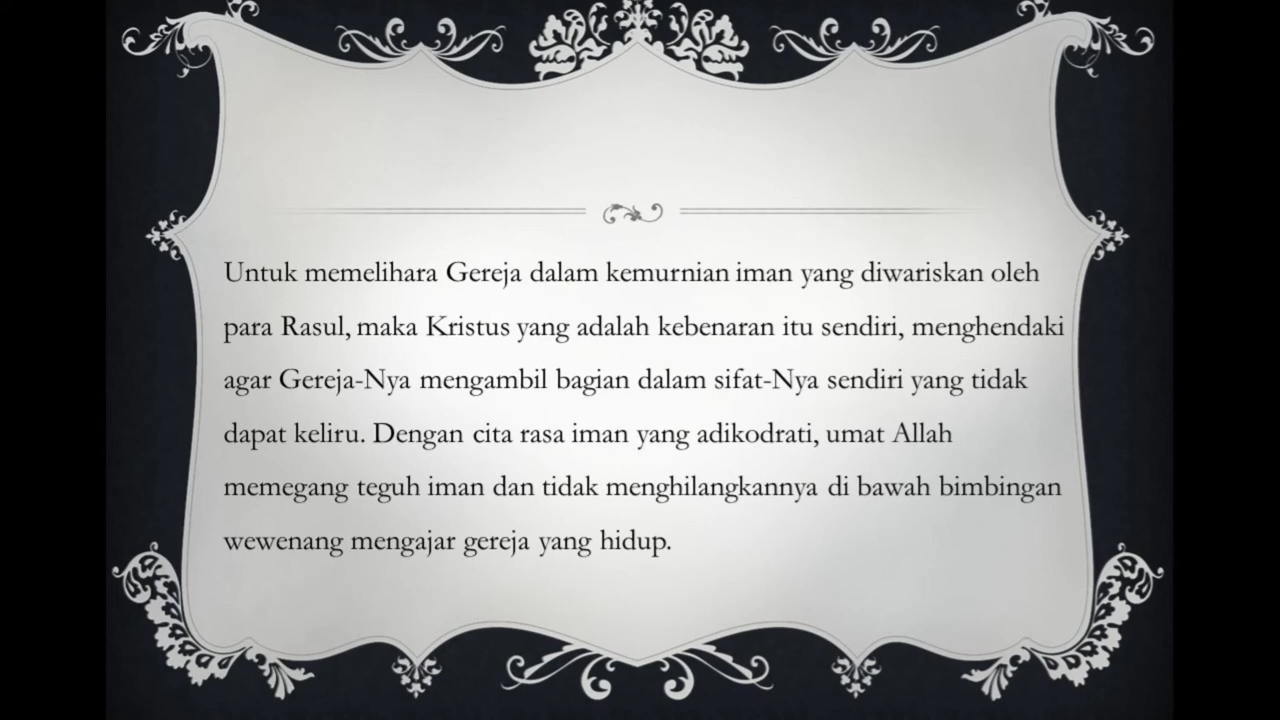 Untuk memelihara Gereja dalam kemurnian iman yang diwariskan oleh
para Rasul, maka Kristus yang adalah kebenaran itu sendiri, menghendaki
agar Gereja-Nya mengambil bagian dalam sifat-Nya sendiri yang tidak
dapat keliru. Dengan cita rasa iman yang adikodrati, umat Allah
memegang teguh iman dan tidak menghilangkannya di bawah bimbingan
wewenang mengajar gereja yang hidup.